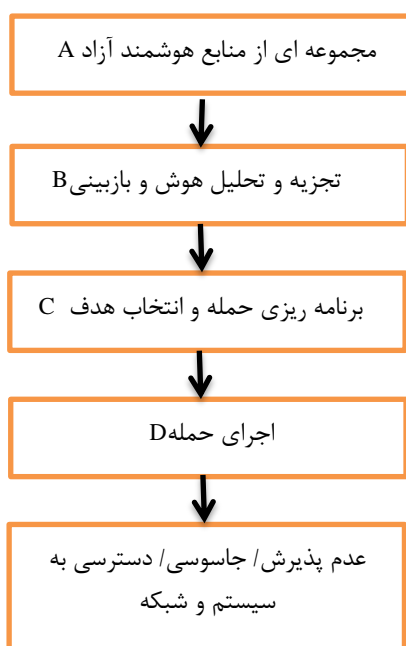 مجموعه ای از منابع هوشمند آزاد A
تجزیه و تحلیل هوش و بازبینیB
برنامه ریزی حمله و انتخاب هدف C
اجرای حملهD
عدم پذیرش/ جاسوسی/ دسترسی به
سیستم و شبکه